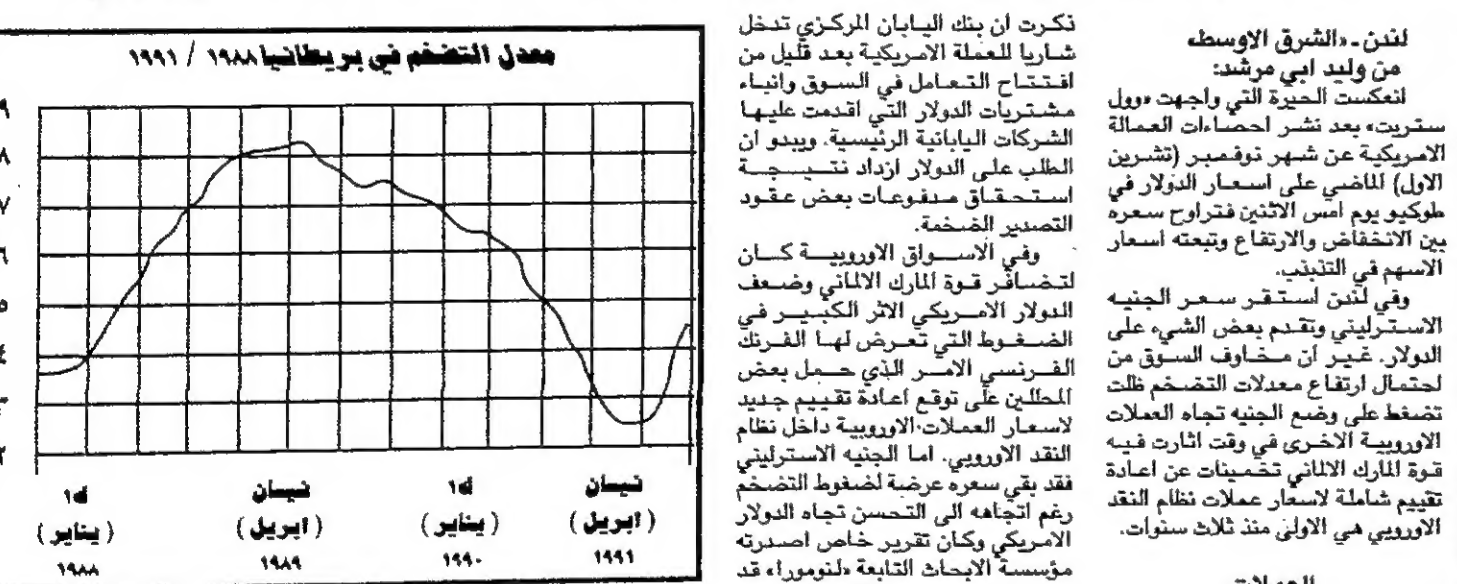 لندن ـ «الشرق الاوسط»
من وليد ابي مرشد:
انعكست الحيرة التي واجهت «وول
ستريت» بعد نشر احصاءات العمالة
الامريكية عن شهر نوفمبر (تشرين
الاول) الماضي على اسعار الدولار في
طوكيو يوم امس الاثنين فتراوح سعره
بين الانخفاض والارتفاع وتبعته اسعار
الاسهم في التذبذب.
وفي لندن استقر سعر الجنيه
الاسترليني وتقدم بعض الشيء على
الدولار. غير ان مخاوف السوق من
احتمال ارتفاع معدلات التضخم ظلت
تضغط على وضع الجنيه تجاه العملات
الاوروبية الاخرى في وقت اثارت فيه
قوة المارك الالماني تخمينات عن اعادة
تقييم شاملة لاسعار عملات نظام النقد
الاوروبي هي الاولى منذ ثلاث سنوات.
ذكرت ان بنك اليابان المركزي تدخل
شاريا للعملة الامريكية بعد قليل من
افتتاح التعامل في السوق وانباء
مشتريات الدولار التي اقدمت عليها
الشركات اليابانية الرئيسية. ويبدو ان
الطلب على الدولار ازداد نتيجة
استحقاق مدفوعات بعض عقود
التصدير الضخمة.
وفي الاسواق الاوروبية كان
لتضافر قوة المارك الالماني وضعف
الدولار الامريكي الاثر الكبير في
الضغوط التي تعرض لها الفرنك
الفرنسي الامر الذي حمل بعض
المحللين على توقع اعادة تقييم جديد
لاسعار العملات الاوروبية داخل نظام
النقد الاوروبي. اما الجنيه الاسترليني
فقد بقي سعره عرضة لضغوط التضخم
رغم اتجاهه الى التحسن تجاه الدولار
الامريكي وكان تقرير خاص اصدرته
مؤسسة الابحاث التابعة «لنومورا» قد
معدل التضخم في بريطانيا ١٩٨٨ / ١٩٩١
٩
٨
٧
٦
٥
٤
٣
٢
ك١ نيسان ك١ نيسان
(يناير) (ابريل) (يناير) (ابريل)
١٩٨٨ ١٩٨٩ ١٩٩٠ ١٩٩١